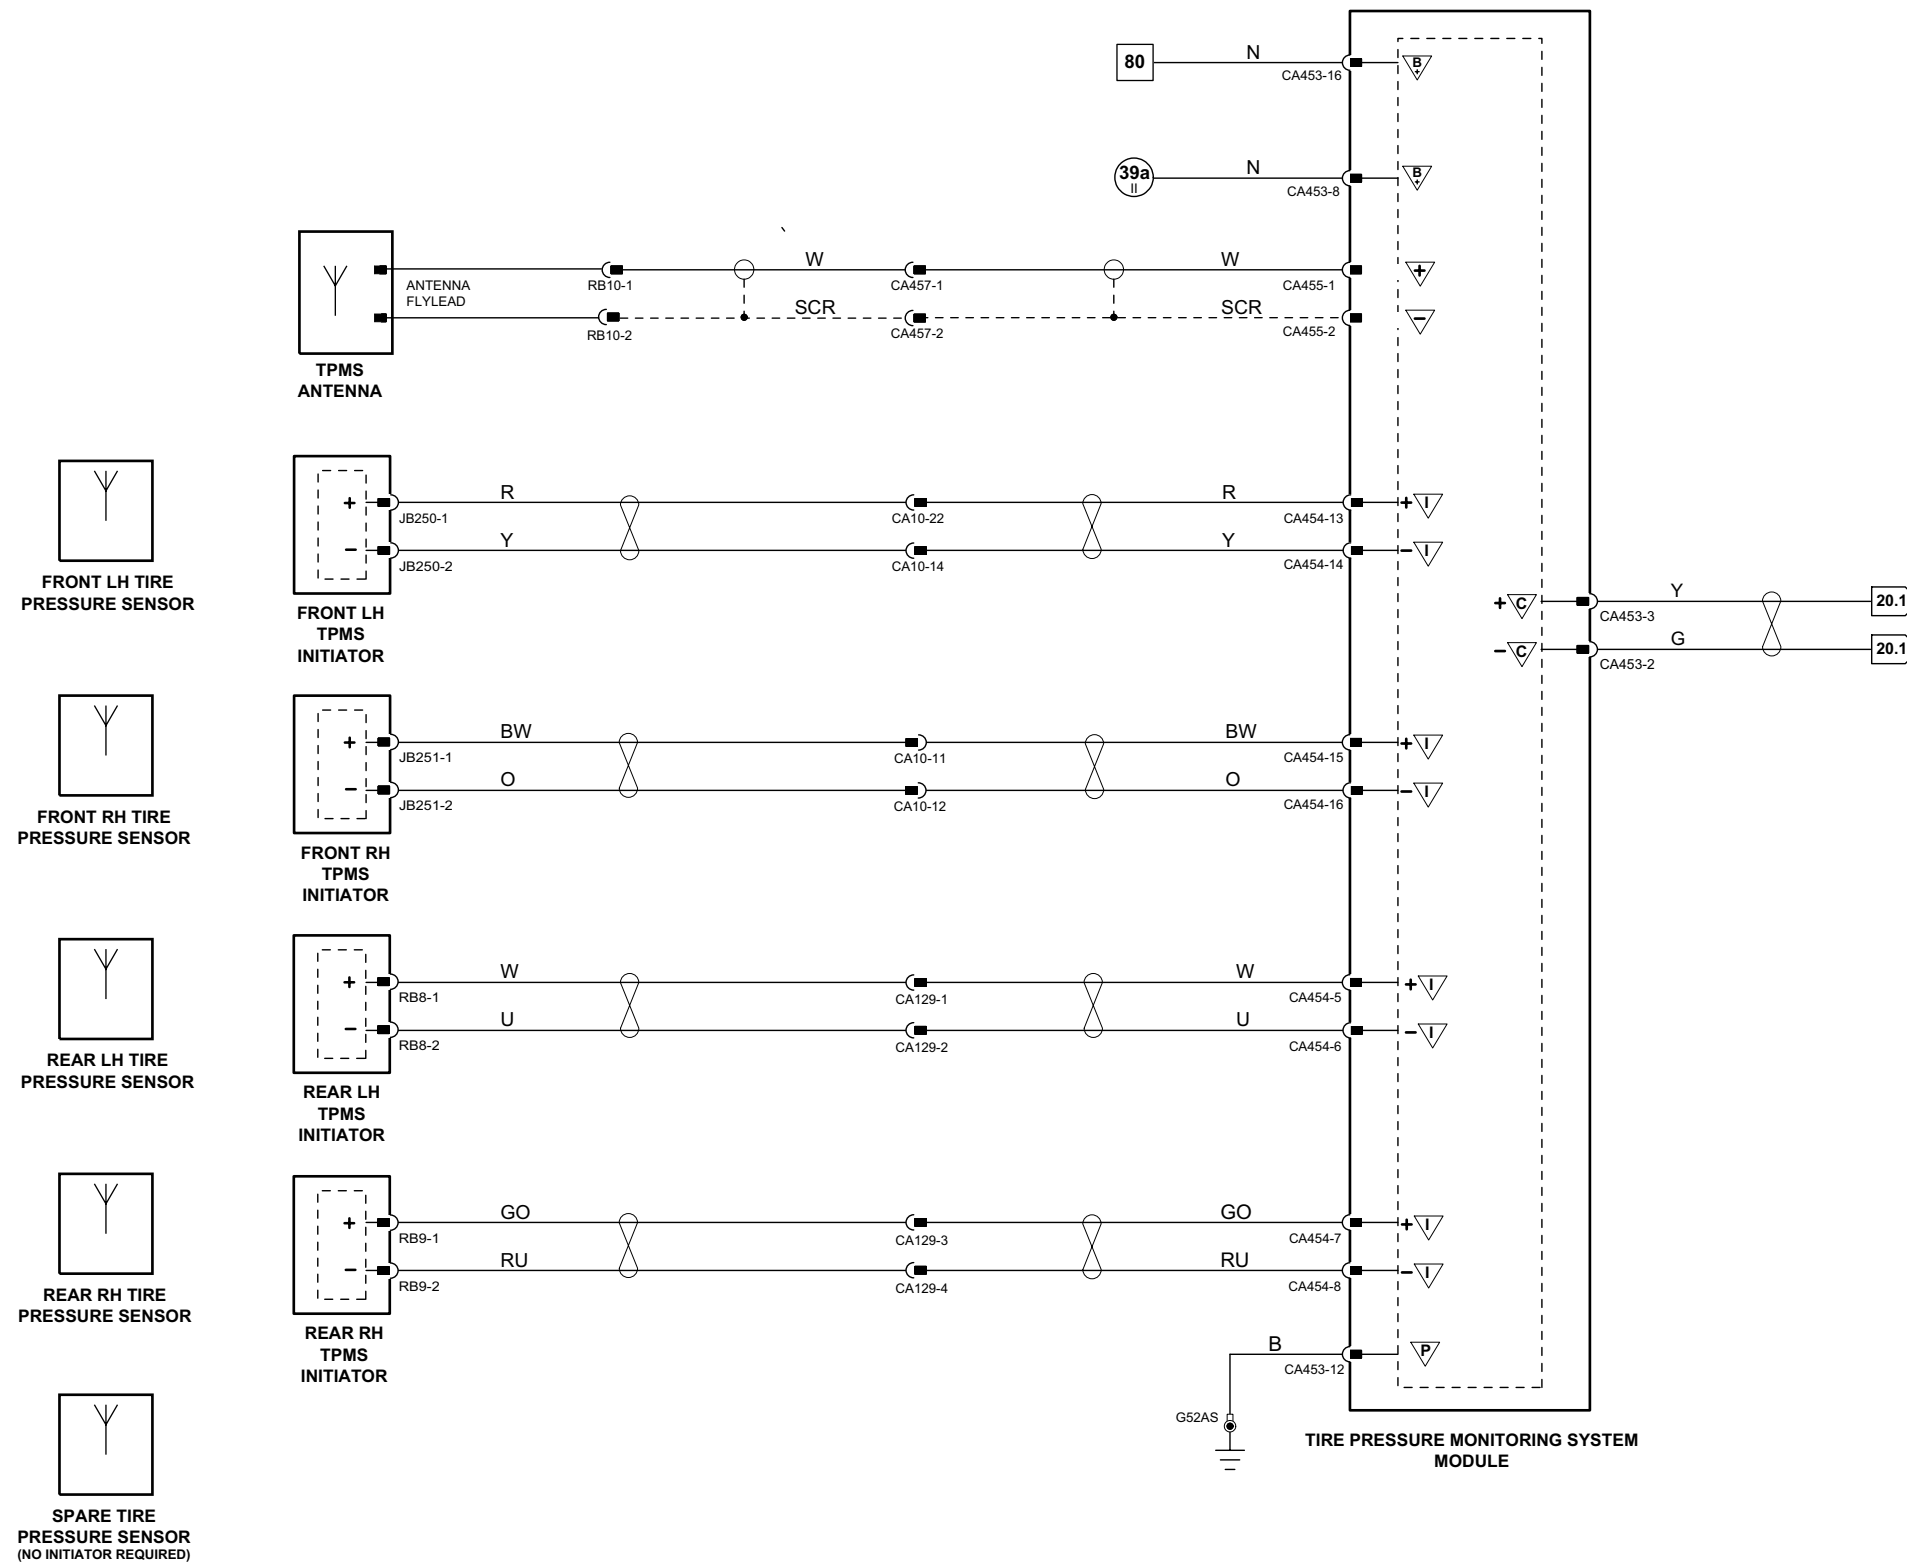 80
N
CA453-16
B
+
39a
II
N
CA453-8
B
+
`
ANTENNA
FLYLEAD
RB10-1
W
CA457-1
W
CA455-1
+
RB10-2
SCR
CA457-2
SCR
CA455-2
−
TPMS
ANTENNA
FRONT LH TIRE
PRESSURE SENSOR
+
JB250-1
R
CA10-22
R
CA454-13
+ I
−
JB250-2
Y
CA10-14
Y
CA454-14
− I
FRONT LH
TPMS
INITIATOR
+ C
CA453-3
Y
20.1
− C
CA453-2
G
20.1
FRONT RH TIRE
PRESSURE SENSOR
+
JB251-1
BW
CA10-11
BW
CA454-15
+ I
−
JB251-2
O
CA10-12
O
CA454-16
− I
FRONT RH
TPMS
INITIATOR
REAR LH TIRE
PRESSURE SENSOR
+
RB8-1
W
CA129-1
W
CA454-5
+ I
−
RB8-2
U
CA129-2
U
CA454-6
− I
REAR LH
TPMS
INITIATOR
REAR RH TIRE
PRESSURE SENSOR
+
RB9-1
GO
CA129-3
GO
CA454-7
+ I
−
RB9-2
RU
CA129-4
RU
CA454-8
− I
REAR RH
TPMS
INITIATOR
B
CA453-12
P
G52AS
TIRE PRESSURE MONITORING SYSTEM
MODULE
SPARE TIRE
PRESSURE SENSOR
(NO INITIATOR REQUIRED)